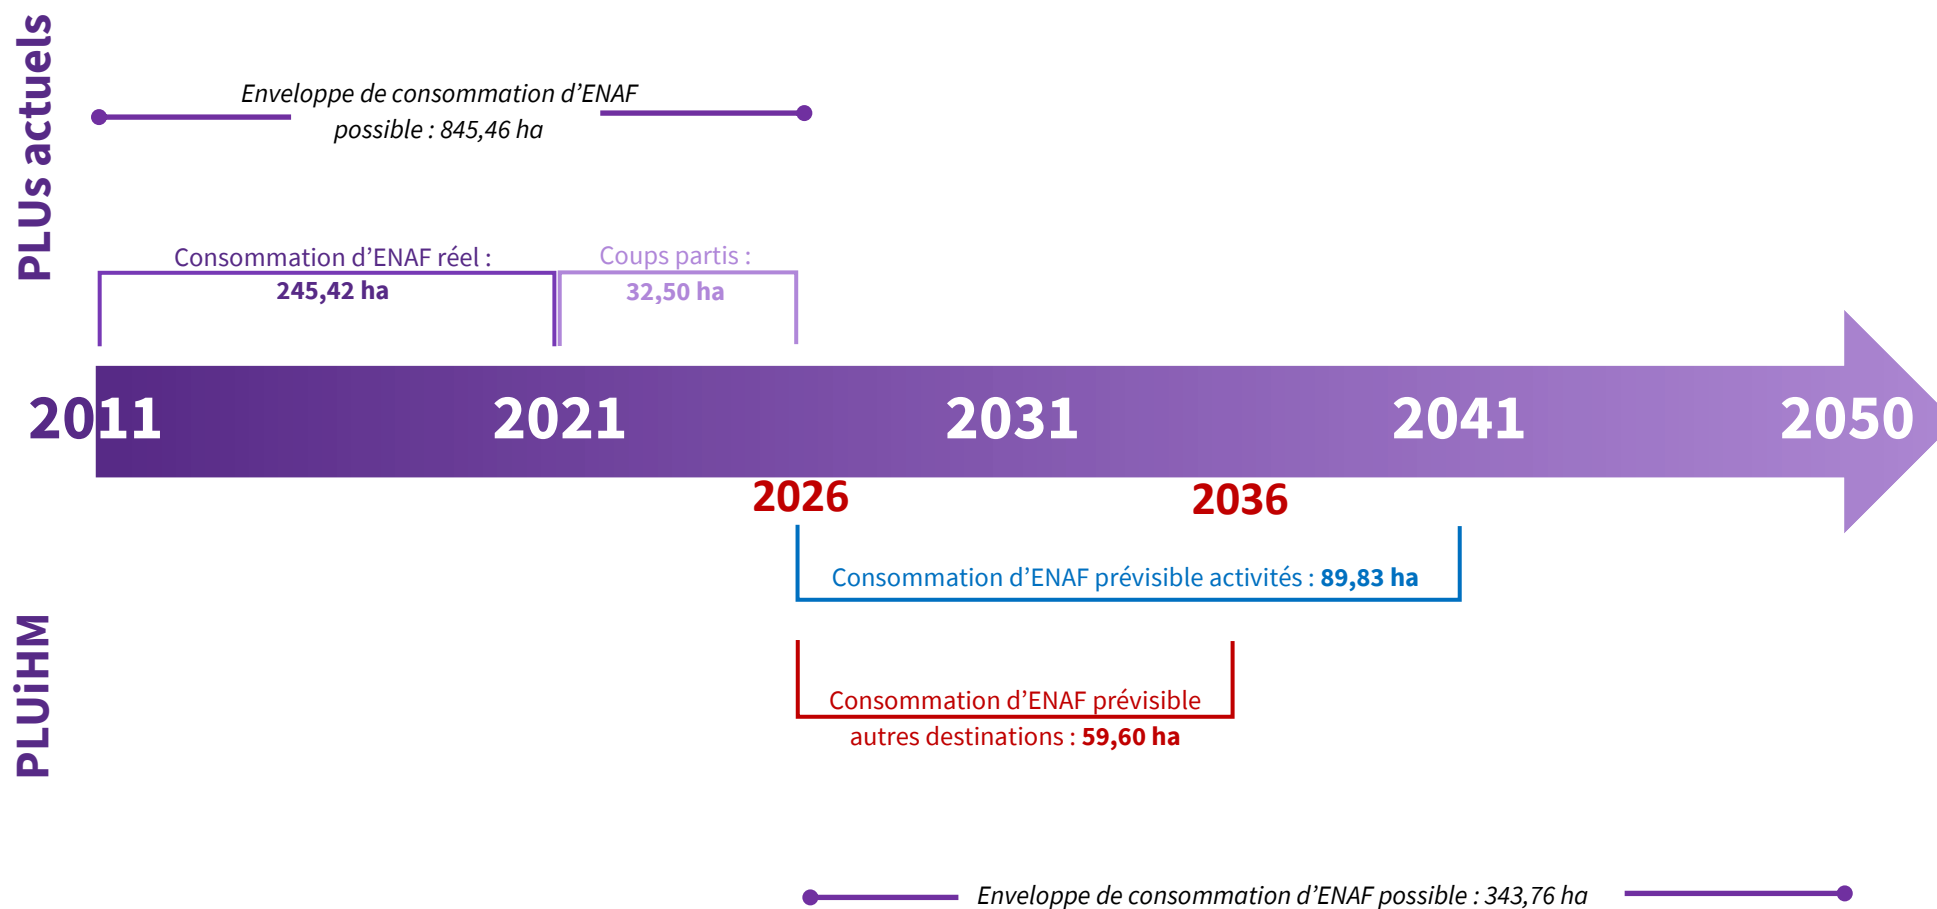 PLUs actuels
Enveloppe de consommation d’ENAF
possible : 845,46 ha
Consommation d’ENAF réel :
245,42 ha
Coups partis :
32,50 ha
2011
2021
2031
2041
2050
2026
2036
PLUiHM
Consommation d’ENAF prévisible activités : 89,83 ha
Consommation d’ENAF prévisible
autres destinations : 59,60 ha
Enveloppe de consommation d’ENAF possible : 343,76 ha